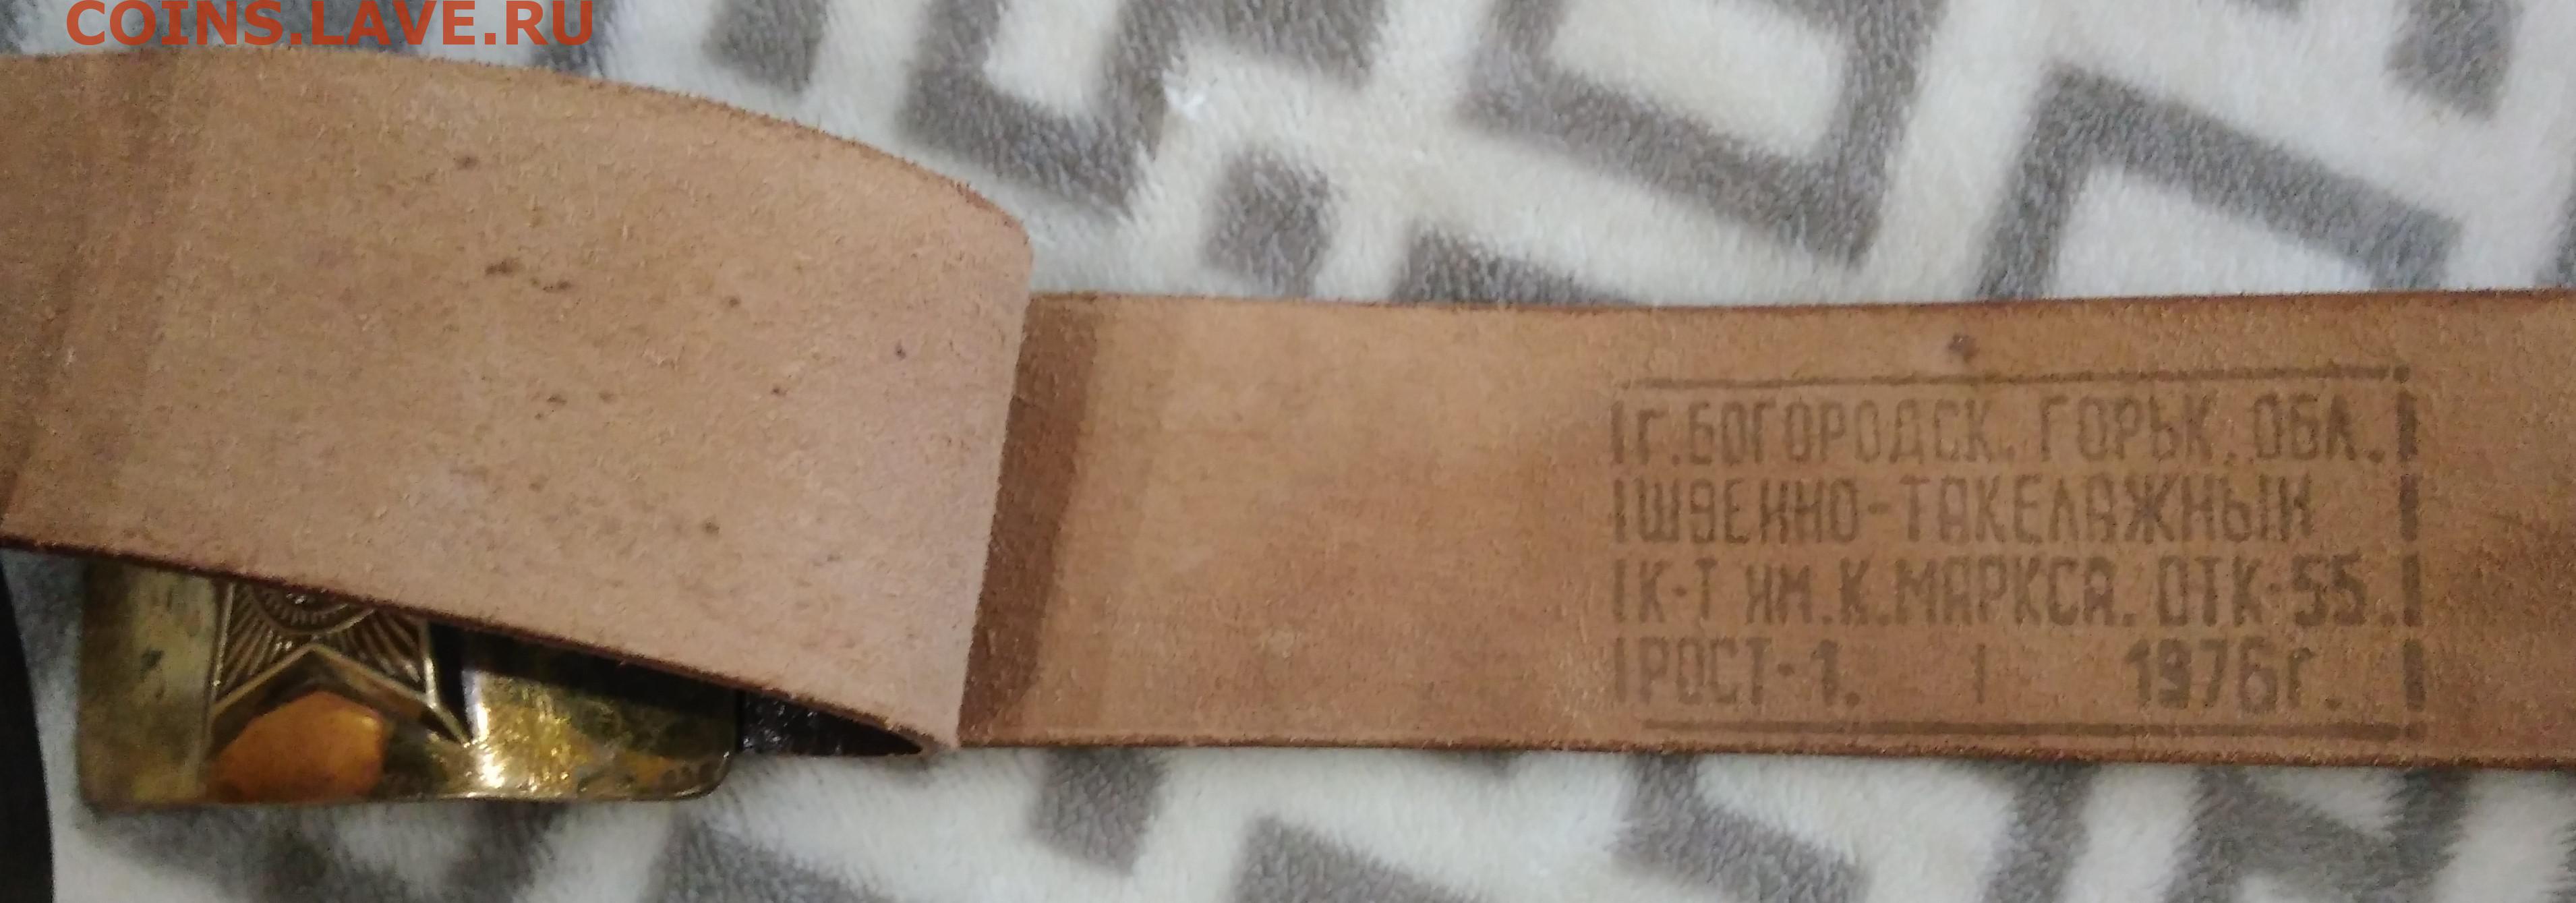 COINS.LAVE.RU
г. БОГОРОДСК. ГОРЬК. ОБЛ.
ШВЕЙНО-ТАКЕЛАЖНЫЙ
К-Т ИМ. К. МАРКСА. ОТК-55.
РОСТ-1. I 1976г.